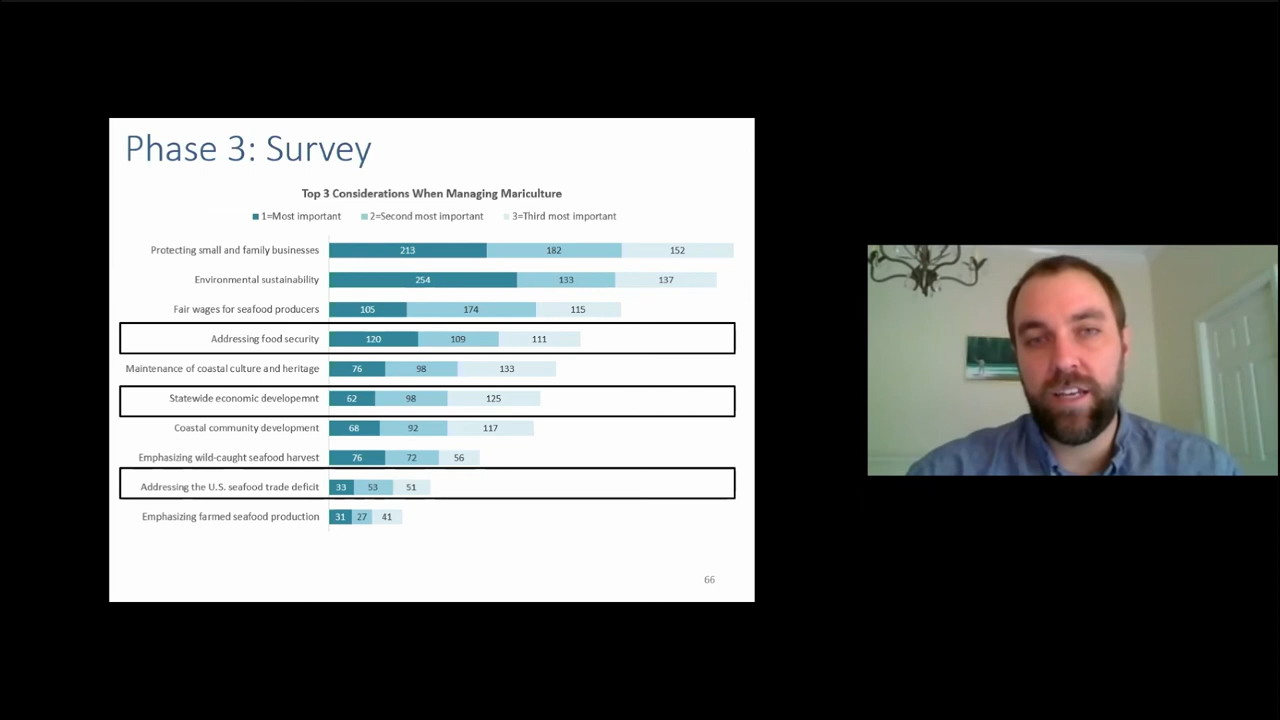 Phase 3: Survey
Top 3 Considerations When Managing Mariculture
1=Most important 2=Second most important 3=Third most important
Protecting small and family businesses 213 182 152
Environmental sustainability 254 133 137
Fair wages for seafood producers 105 174 115
Addressing food security 120 109 111
Maintenance of coastal culture and heritage 76 98 133
Statewide economic developemnt 62 98 125
Coastal community development 68 92 117
Emphasizing wild-caught seafood harvest 76 72 56
Addressing the U.S. seafood trade deficit 33 53 51
Emphasizing farmed seafood production 31 27 41
66